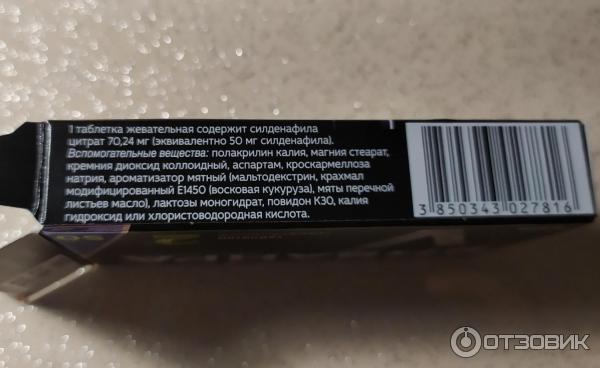 1 таблетка жевательная содержит силденафила
цитрат 70,24 мг (эквивалентно 50 мг силденафила).
Вспомогательные вещества: полакрилин калия, магния стеарат,
кремния диоксид коллоидный, аспартам, кроскармеллоза
натрия, ароматизатор мятный (мальтодекстрин, крахмал
модифицированный E1450 (восковая кукуруза), мяты перечной
листьев масло), лактозы моногидрат, повидон К30, калия
гидроксид или хлористоводородная кислота.
3 850343 027816
50
ОТЗОВИК